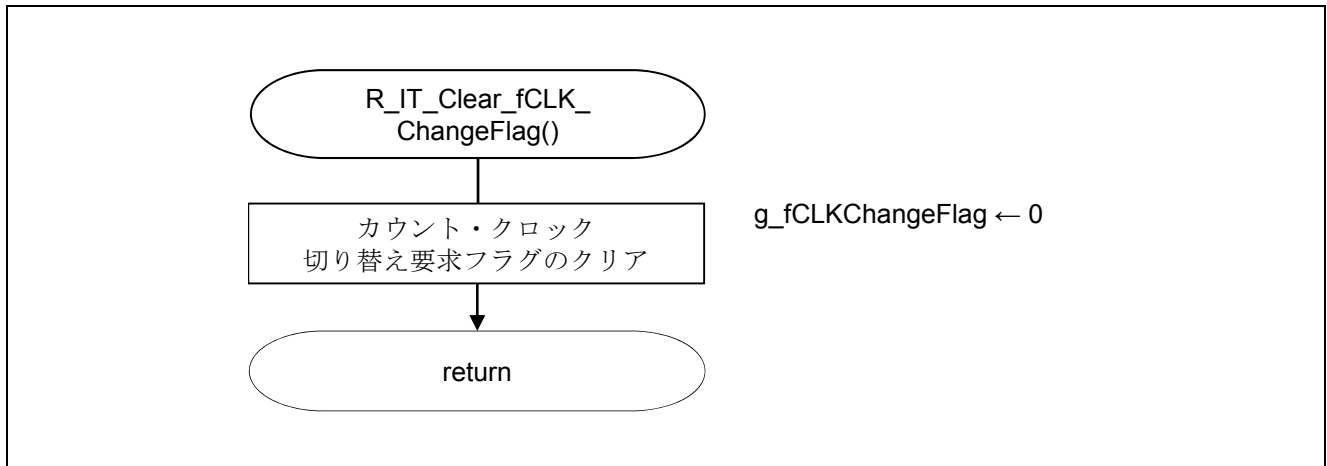 R_IT_Clear_fCLK_
ChangeFlag()
カウント・クロック
切り替え要求フラグのクリア
g_fCLKChangeFlag ← 0
return